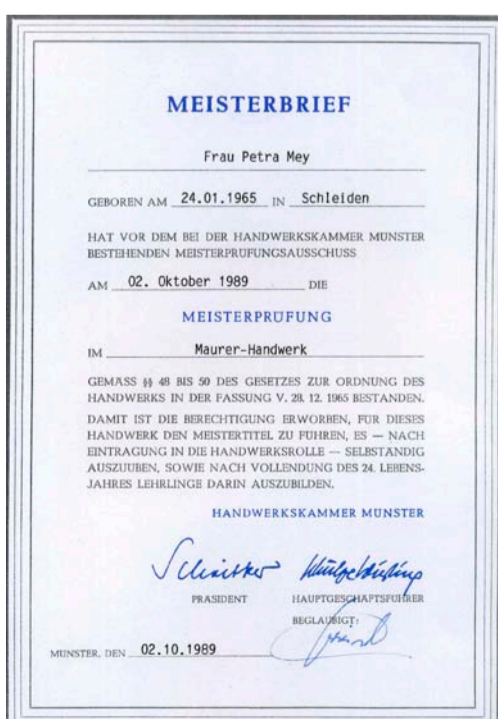 MEISTERBRIEF
Frau Petra Mey
GEBOREN AM 24.01.1965 IN Schleiden
HAT VOR DEM BEI DER HANDWERKSKAMMER MÜNSTER
BESTEHENDEN MEISTERPRÜFUNGSAUSSCHUSS
AM 02. Oktober 1989 DIE
MEISTERPRÜFUNG
IM Maurer-Handwerk
GEMÄSS §§ 48 BIS 50 DES GESETZES ZUR ORDNUNG DES
HANDWERKS IN DER FASSUNG V. 28. 12. 1965 BESTANDEN.
DAMIT IST DIE BERECHTIGUNG ERWORBEN, FÜR DIESES
HANDWERK DEN MEISTERTITEL ZU FÜHREN, ES — NACH
EINTRAGUNG IN DIE HANDWERKSROLLE — SELBSTÄNDIG
AUSZUÜBEN, SOWIE NACH VOLLENDUNG DES 24. LEBENS-
JAHRES LEHRLINGE DARIN AUSZUBILDEN.
HANDWERKSKAMMER MÜNSTER
PRÄSIDENT HAUPTGESCHÄFTSFÜHRER
BEGLAUBIGT:
MÜNSTER, DEN 02.10.1989